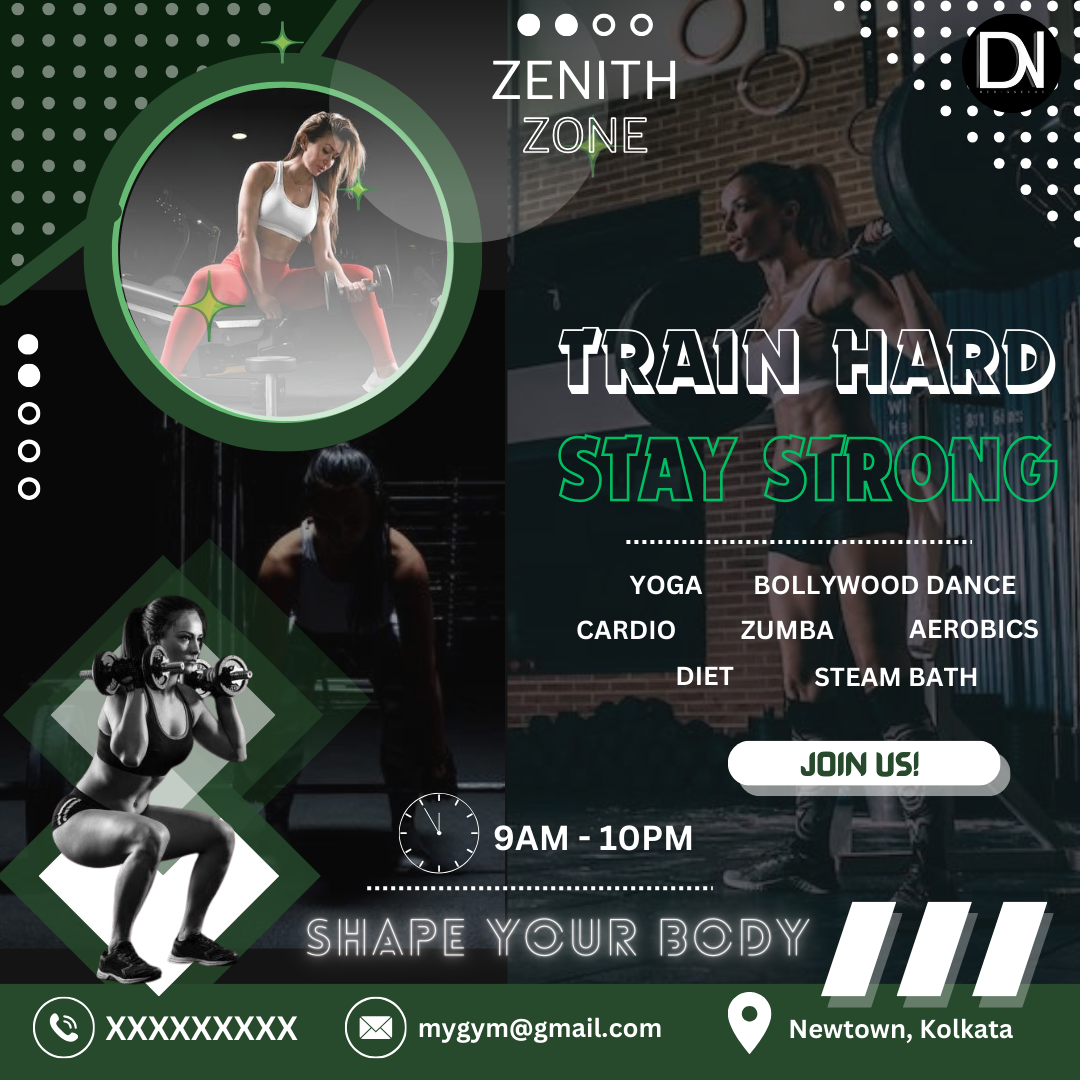 ZENITH
ZONE
DN
TRAIN HARD
STAY STRONG
YOGA BOLLYWOOD DANCE
CARDIO ZUMBA AEROBICS
DIET STEAM BATH
JOIN US!
9AM - 10PM
SHAPE YOUR BODY
XXXXXXXXX mygym@gmail.com Newtown, Kolkata